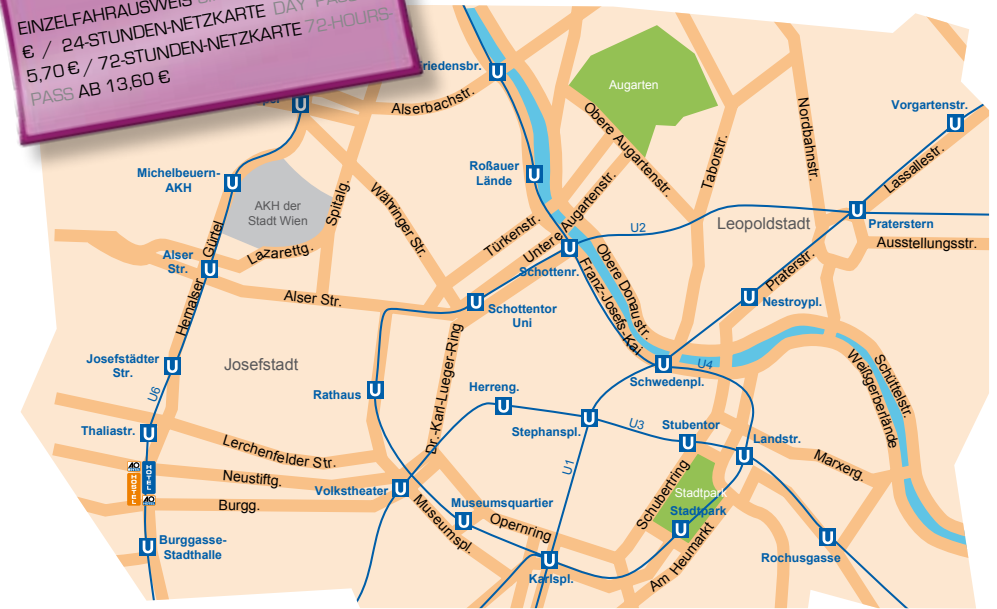 EINZELFAHRAUSWEIS
€ / 24-STUNDEN-NETZKARTE DAY
5,70 € / 72-STUNDEN-NETZKARTE 72-HOURS-
PASS AB 13,60 €
Alserbachstr.
Augarten
Vorgartenstr.
Obere Augartenstr.
Taborstr.
Nordbahnstr.
Lassallestr.
Michelbeuern-
AKH
Roßauer
Lände
AKH der
Stadt Wien
Spitalg.
Währinger Str.
Türkenstr.
Untere Augartenstr.
U2
Leopoldstadt
Praterstern
Ausstellungsstr.
Gürtel
Lazarettg.
Alser
Str.
Schottenr.
Obere Donaustr.
Franz-Josefs-Kai
Praterstr.
Nestroypl.
Hernalser
Alser Str.
Schottentor
Uni
Josefstädter
Str.
Josefstadt
Dr.-Karl-Lueger-Ring
Schwedenpl.
U4
Weißgerberlände
Schüttelstr.
U6
Rathaus
Herreng.
Stephanspl.
U3
Stubentor
Landstr.
Thaliastr.
Lerchenfelder Str.
Marxerg.
U1
HOSTEL
HOTEL
AO
AO
Neustiftg.
Volkstheater
Burgg.
Museumspl.
Museumsquartier
Opernring
Schubertring
Stadtpark
Stadtpark
Am Heumarkt
Burggasse-
Stadthalle
Karlspl.
Rochusgasse